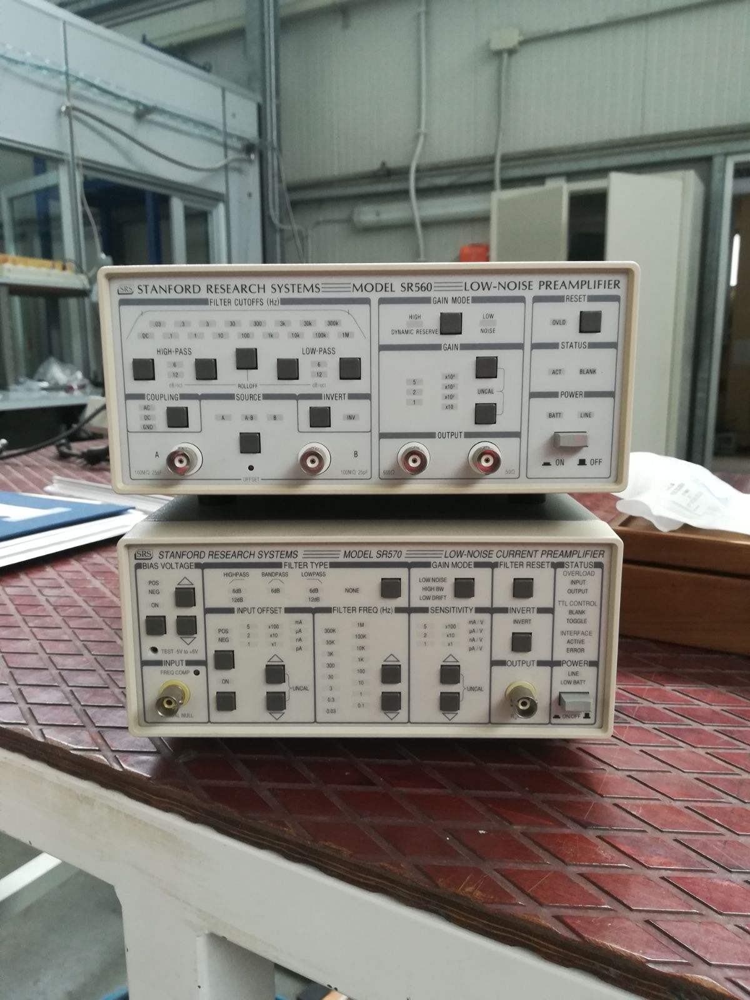 SRS STANFORD RESEARCH SYSTEMS MODEL SR560 LOW-NOISE PREAMPLIFIER
FILTER CUTOFFS (Hz)
.03 .3 3 30 300 3k 30k 300k
DC .1 1 10 100 1k 10k 100k 1M
HIGH-PASS LOW-PASS
6 6
12 12
dB/oct ROLLOFF dB/oct
COUPLING SOURCE INVERT
AC
DC
GND
A A-B B
INV
A B
100MΩ 25pF OFFSET 100MΩ 25pF
GAIN MODE
HIGH LOW
DYNAMIC RESERVE NOISE
GAIN
5 x10⁴
2 x10³
1 x10²
x10
UNCAL
OUTPUT
600Ω 50Ω
RESET
OVLD
STATUS
ACT BLANK
POWER
BATT LINE
ON OFF
SRS STANFORD RESEARCH SYSTEMS MODEL SR570 LOW-NOISE CURRENT PREAMPLIFIER
BIAS VOLTAGE
POS
NEG
ON
TEST -5V to +5V
INPUT
FREQ COMP
NULL
FILTER TYPE
HIGHPASS BANDPASS LOWPASS
6dB 6dB 6dB NONE
12dB 12dB
INPUT OFFSET
POS
NEG
5 x100 mA
2 x10 µA
1 x1 nA
pA
ON
UNCAL
FILTER FREQ (Hz)
1M
300K
100K
30K
10K
3K
1K
300
100
30
10
3
1
0.3
0.1
0.03
GAIN MODE
LOW NOISE
HIGH BW
LOW DRIFT
SENSITIVITY
5 x100 mA / V
2 x10 µA / V
1 x1 nA / V
pA / V
UNCAL
FILTER RESET
INVERT
INVERT
OUTPUT
STATUS
OVERLOAD
INPUT
OUTPUT
TTL CONTROL
BLANK
TOGGLE
INTERFACE
ACTIVE
ERROR
POWER
LINE
LOW BATT
ON/OFF